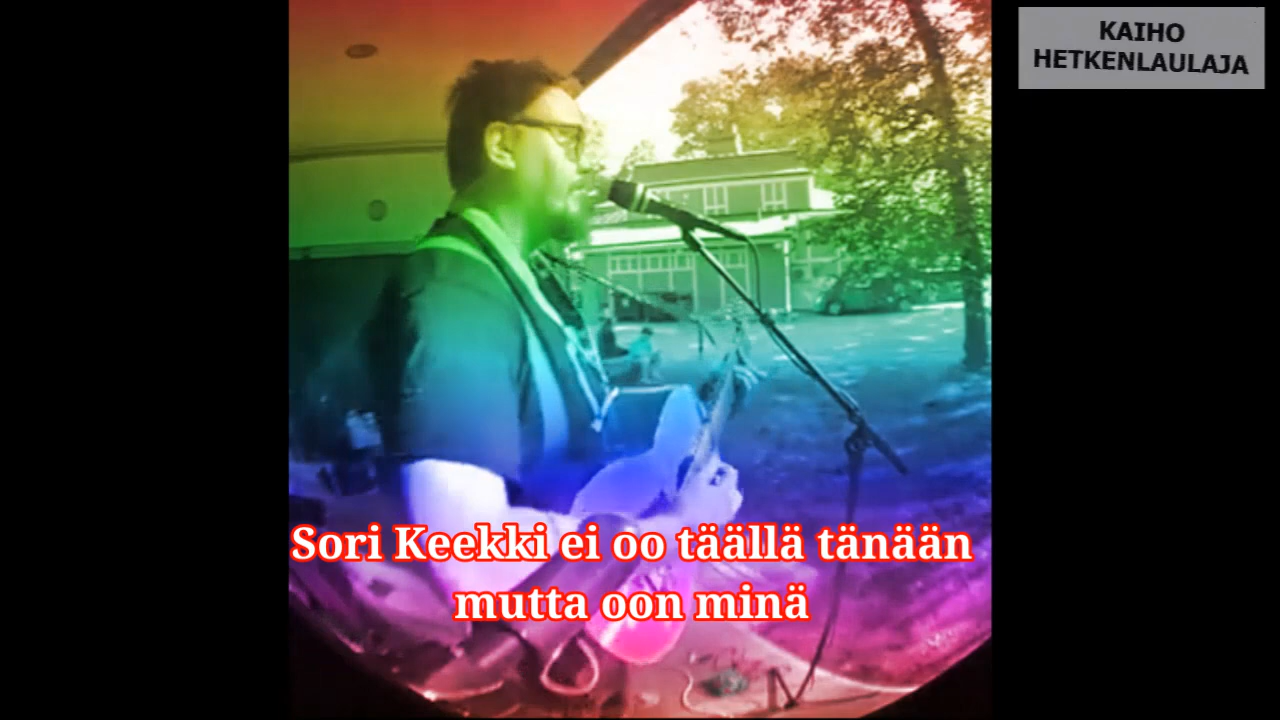 KAIHO
HETKENLAULAJA
Sori Keekki ei oo täällä tänään
mutta oon minä